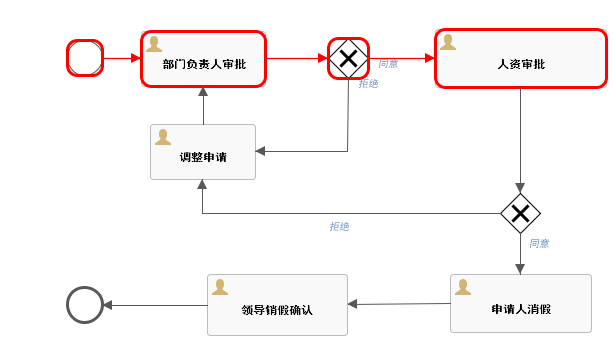 部门负责人审批
同意
人资审批
拒绝
调整申请
拒绝
同意
领导销假确认
申请人消假